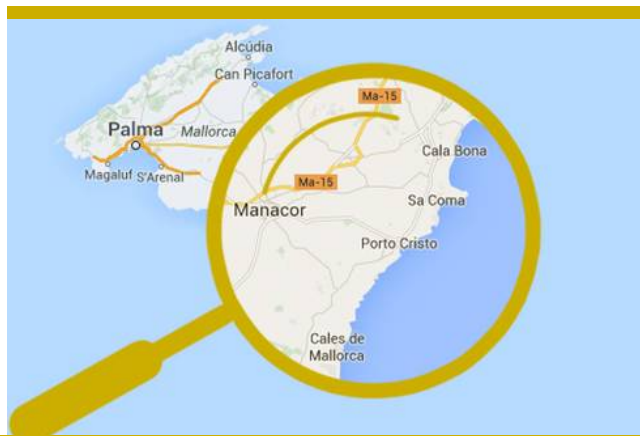 Alcúdia
Can Picafort
Palma
Mallorca
Magaluf
S'Arenal
Ma-15
Cala Bona
Ma-15
Sa Coma
Manacor
Porto Cristo
Cales de
Mallorca